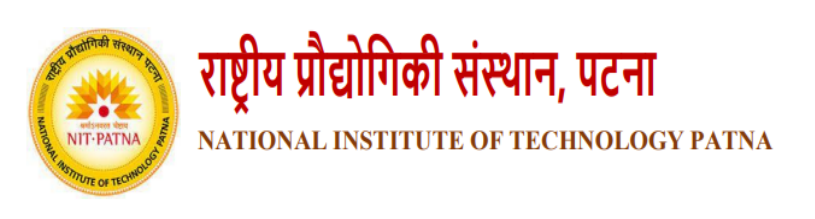 राष्ट्रीय प्रौद्योगिकी संस्थान पटना
NIT-PATNA
NATIONAL INSTITUTE OF TECHNOLOGY PATNA
राष्ट्रीय प्रौद्योगिकी संस्थान, पटना
NATIONAL INSTITUTE OF TECHNOLOGY PATNA